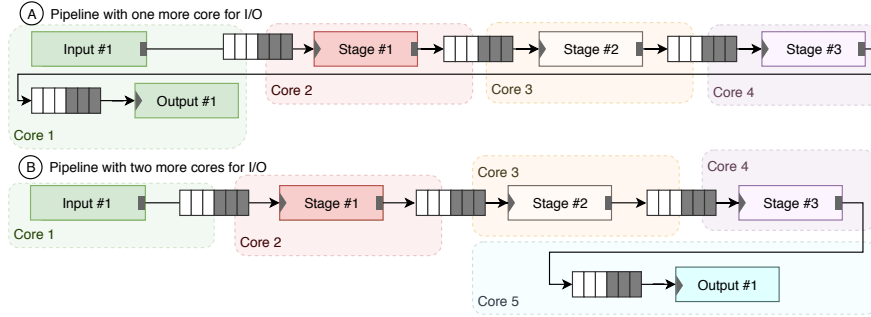 A Pipeline with one more core for I/O
Input #1
Stage #1
Stage #2
Stage #3
Output #1
Core 1
Core 2
Core 3
Core 4
B Pipeline with two more cores for I/O
Core 3
Core 4
Input #1
Stage #1
Stage #2
Stage #3
Core 1
Core 2
Output #1
Core 5